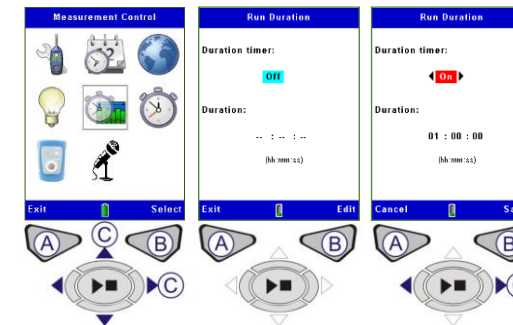 Measurement Control
Exit
Select
A
C
B
C
Run Duration
Duration timer:
Off
Duration:
-- : -- : --
(hh:mm:ss)
Exit
Edit
A
B
Run Duration
Duration timer:
On
Duration:
01 : 00 : 00
(hh:mm:ss)
Cancel
A
B